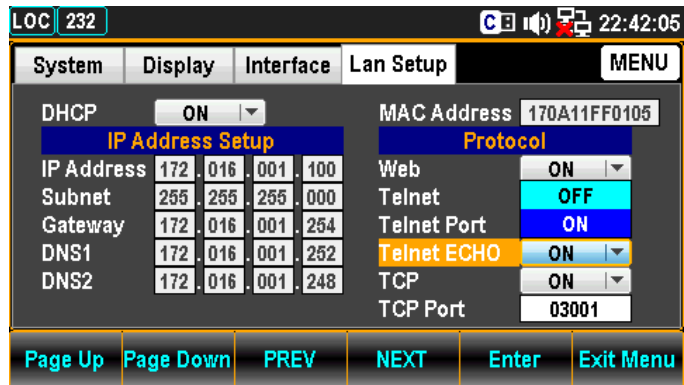 LOC 232 C 22:42:05
System Display Interface Lan Setup MENU
DHCP ON MAC Address 170A11FF0105
IP Address Setup Protocol
IP Address 172 . 016 . 001 . 100 Web ON
Subnet 255 . 255 . 255 . 000 Telnet OFF
Gateway 172 . 016 . 001 . 254 Telnet Port ON
DNS1 172 . 016 . 001 . 252 Telnet ECHO ON
DNS2 172 . 016 . 001 . 248 TCP ON
TCP Port 03001
Page Up Page Down PREV NEXT Enter Exit Menu